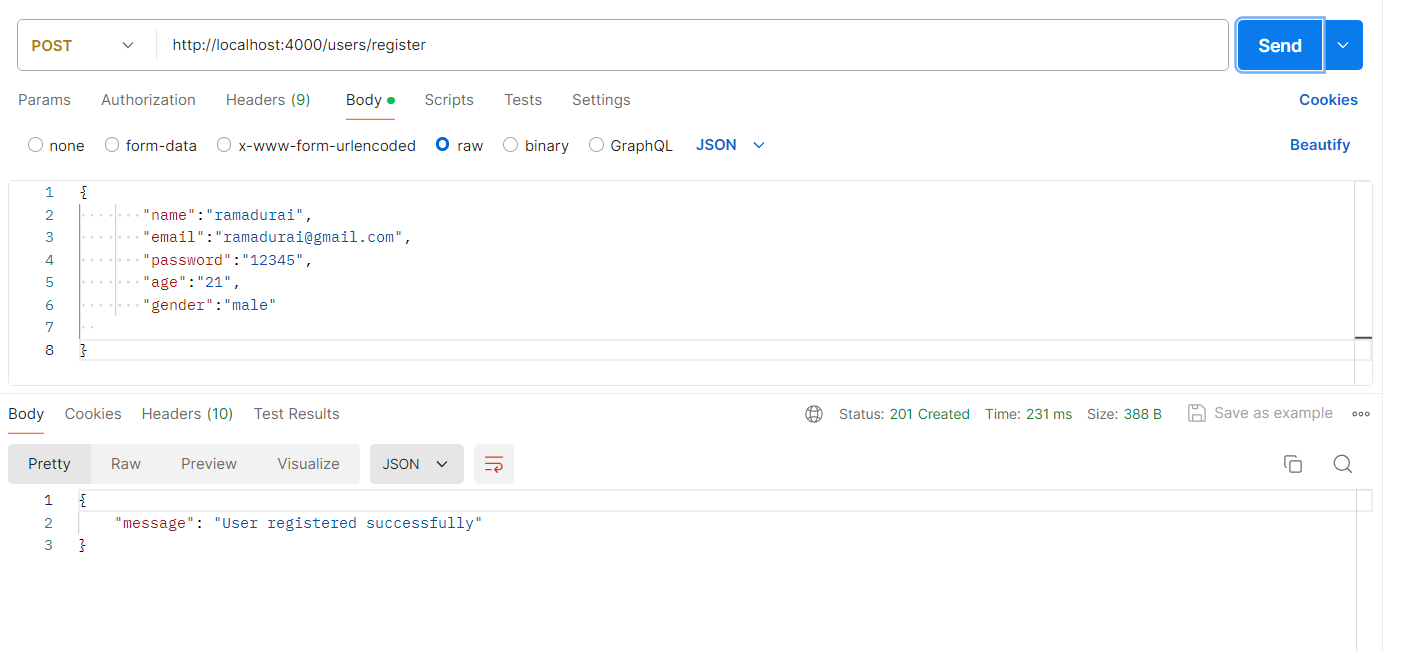 POST http://localhost:4000/users/register Send
Params Authorization Headers (9) Body Scripts Tests Settings Cookies
none form-data x-www-form-urlencoded raw binary GraphQL JSON Beautify
1 {
2 "name":"ramadurai",
3 "email":"ramadurai@gmail.com",
4 "password":"12345",
5 "age":"21",
6 "gender":"male"
7
8 }
Body Cookies Headers (10) Test Results Status: 201 Created Time: 231 ms Size: 388 B Save as example
Pretty Raw Preview Visualize JSON
1 {
2 "message": "User registered successfully"
3 }